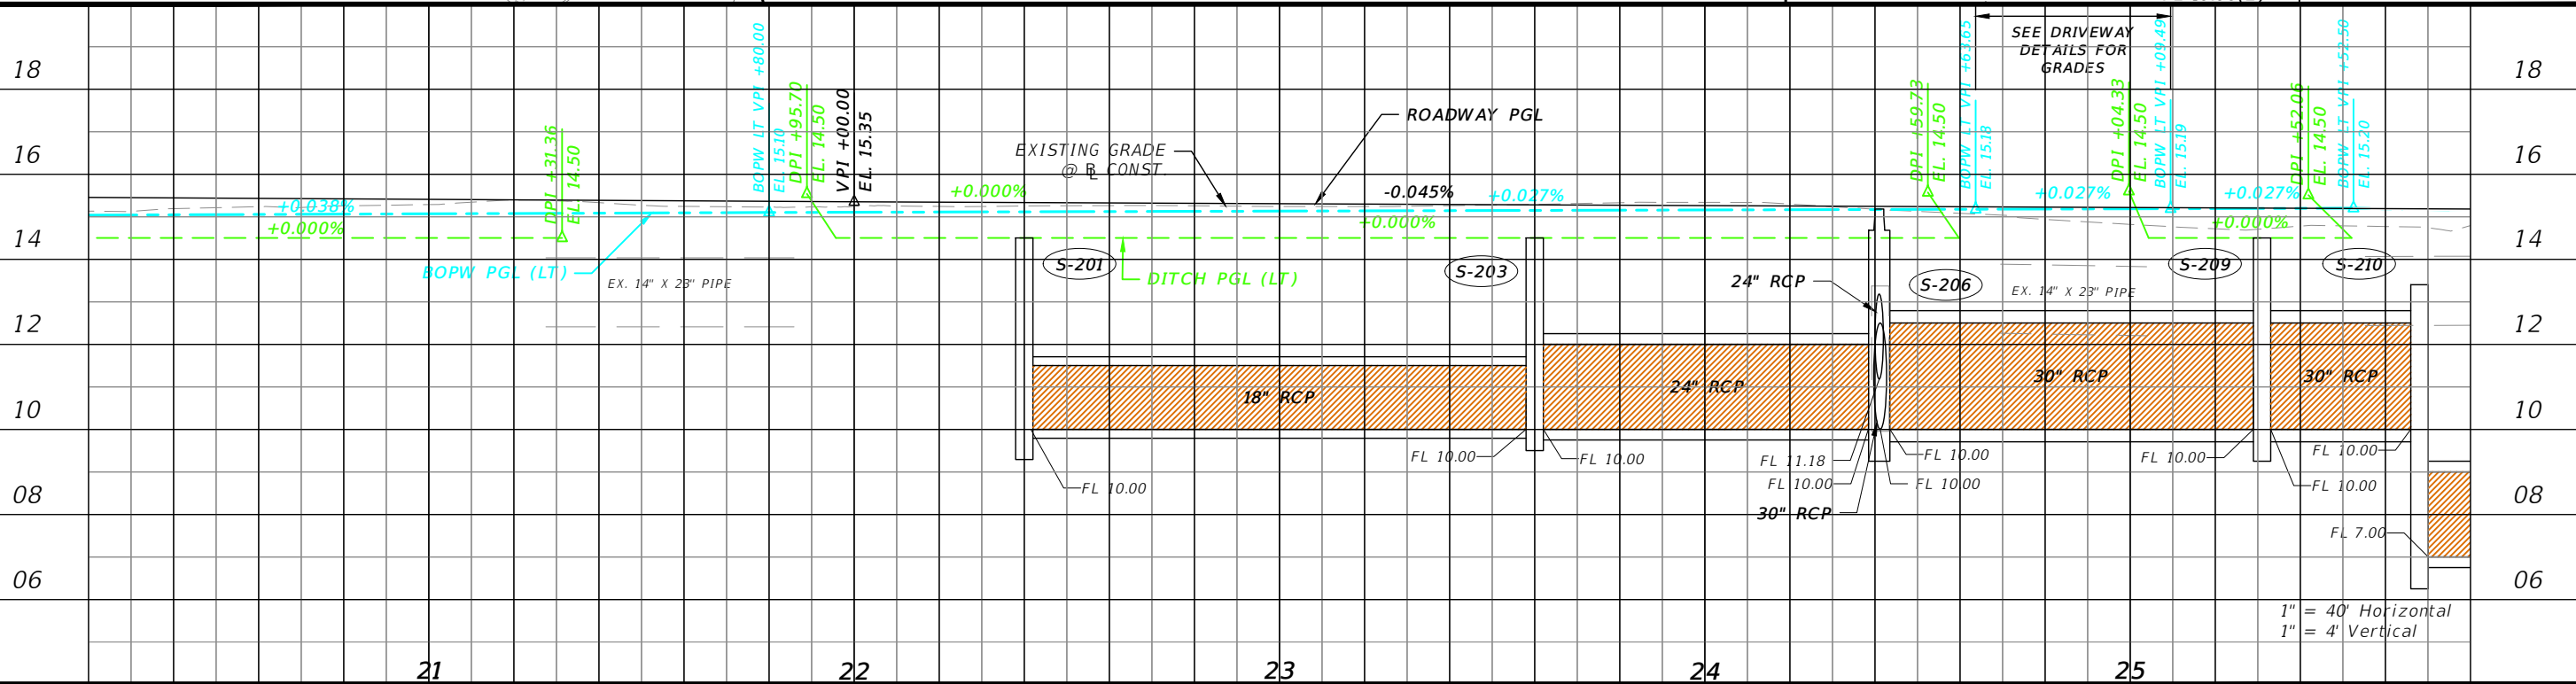 18
16
14
12
10
08
06
21
22
23
24
25
18
16
14
12
10
08
06
BOPW LT VPI +80.00
EL. 15.10
DPI +95.70
EL. 14.50
VPI +00.00
EL. 15.35
DPI +31.36
EL. 14.50
EXISTING GRADE
@ ℄ CONST.
ROADWAY PGL
+0.038%
+0.000%
+0.000%
-0.045%
+0.027%
+0.000%
BOPW PGL (LT)
EX. 14" X 23" PIPE
S-201
DITCH PGL (LT)
S-203
24" RCP
S-206
SEE DRIVEWAY
DETAILS FOR
GRADES
DPI +59.73
EL. 14.50
BOPW LT VPI +63.65
EL. 15.18
DPI +04.33
EL. 14.50
BOPW LT VPI +09.49
EL. 15.19
DPI +52.06
EL. 14.50
BOPW LT VPI +52.50
EL. 15.20
+0.027%
+0.027%
+0.000%
S-209
S-210
EX. 14" X 23" PIPE
18" RCP
24" RCP
30" RCP
30" RCP
FL 10.00
FL 10.00
FL 10.00
FL 11.18
FL 10.00
30" RCP
FL 10.00
FL 10.00
FL 10.00
FL 10.00
FL 10.00
FL 7.00
1" = 40' Horizontal
1" = 4' Vertical